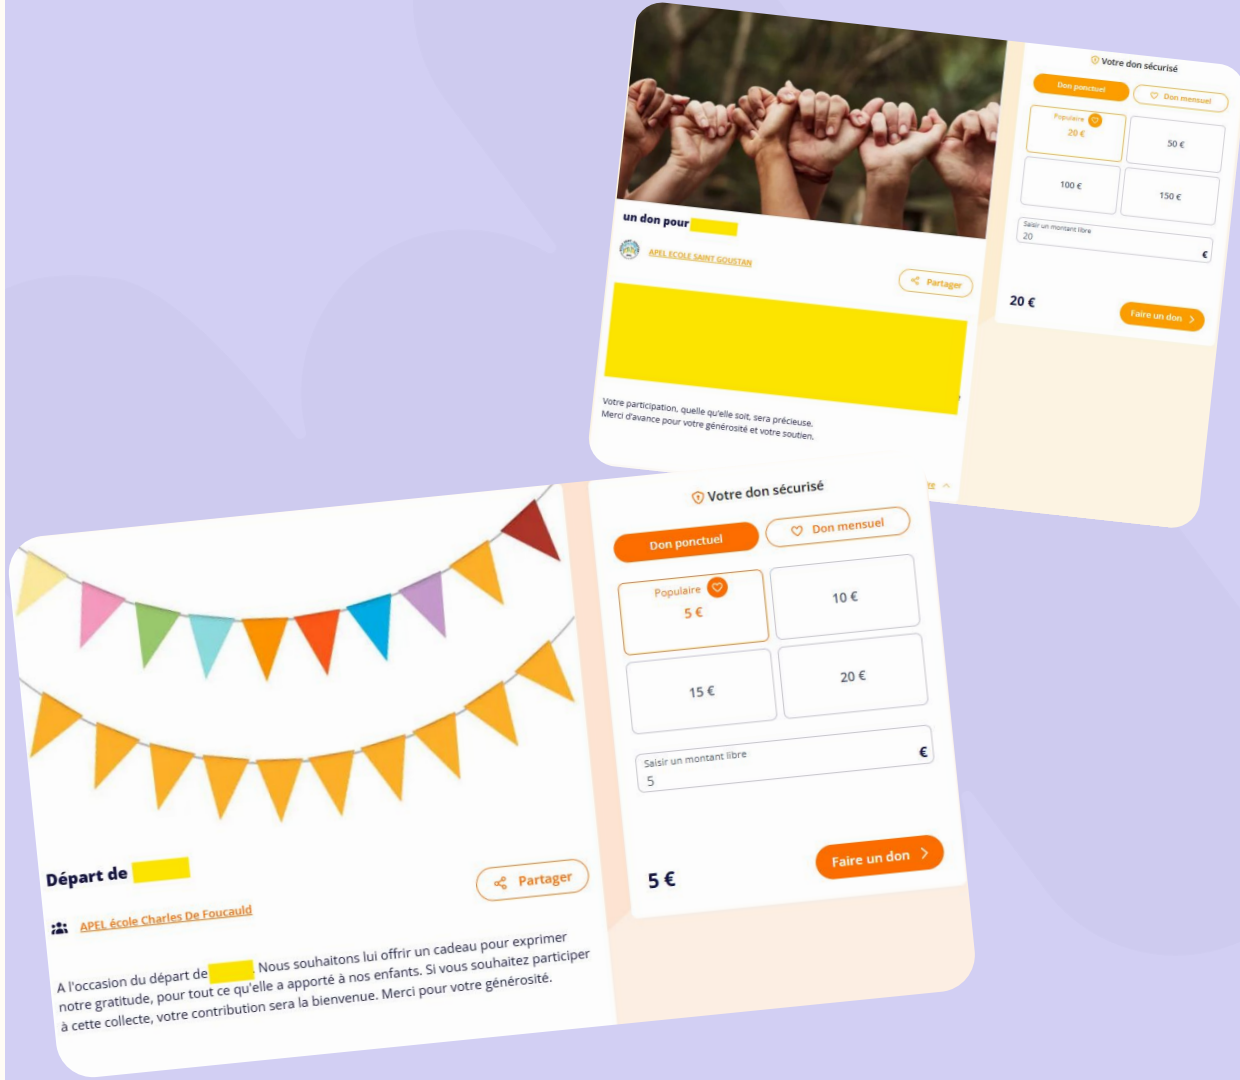 un don pour
APEL ECOLE SAINT GOUSTAN
Partager
Votre participation, quelle qu'elle soit, sera précieuse.
Merci d'avance pour votre générosité et votre soutien.
Votre don sécurisé
Don ponctuel
Don mensuel
Populaire
20 €
50 €
100 €
150 €
Saisir un montant libre
20
€
20 €
Faire un don
Départ de
APEL école Charles De Foucauld
Partager
A l'occasion du départ de . Nous souhaitons lui offrir un cadeau pour exprimer
notre gratitude, pour tout ce qu'elle a apporté à nos enfants. Si vous souhaitez participer
à cette collecte, votre contribution sera la bienvenue. Merci pour votre générosité.
Votre don sécurisé
Don ponctuel
Don mensuel
Populaire
5 €
10 €
15 €
20 €
Saisir un montant libre
5
€
5 €
Faire un don